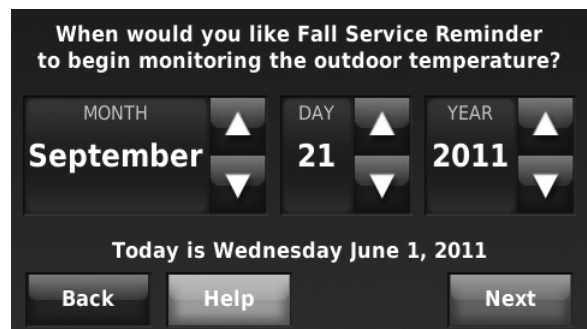 When would you like Fall Service Reminder
to begin monitoring the outdoor temperature?
MONTH
September
DAY
21
YEAR
2011
Today is Wednesday June 1, 2011
Back
Help
Next